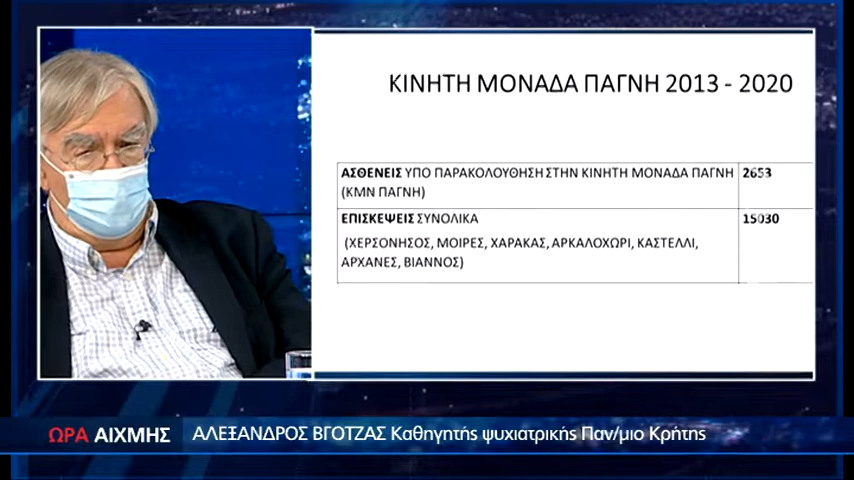 ΚΙΝΗΤΗ ΜΟΝΑΔΑ ΠΑΓΝΗ 2013 - 2020
ΑΣΘΕΝΕΙΣ ΥΠΟ ΠΑΡΑΚΟΛΟΥΘΗΣΗ ΣΤΗΝ ΚΙΝΗΤΗ ΜΟΝΑΔΑ ΠΑΓΝΗ 2653
(ΚΜΝ ΠΑΓΝΗ)
ΕΠΙΣΚΕΨΕΙΣ ΣΥΝΟΛΙΚΑ 15030
(ΧΕΡΣΟΝΗΣΟΣ, ΜΟΙΡΕΣ, ΧΑΡΑΚΑΣ, ΑΡΚΑΛΟΧΩΡΙ, ΚΑΣΤΕΛΛΙ,
ΑΡΧΑΝΕΣ, ΒΙΑΝΝΟΣ)
ΩΡΑ ΑΙΧΜΗΣ ΑΛΕΞΑΝΔΡΟΣ ΒΓΟΤΖΑΣ Καθηγητής ψυχιατρικής Παν/μιο Κρήτης